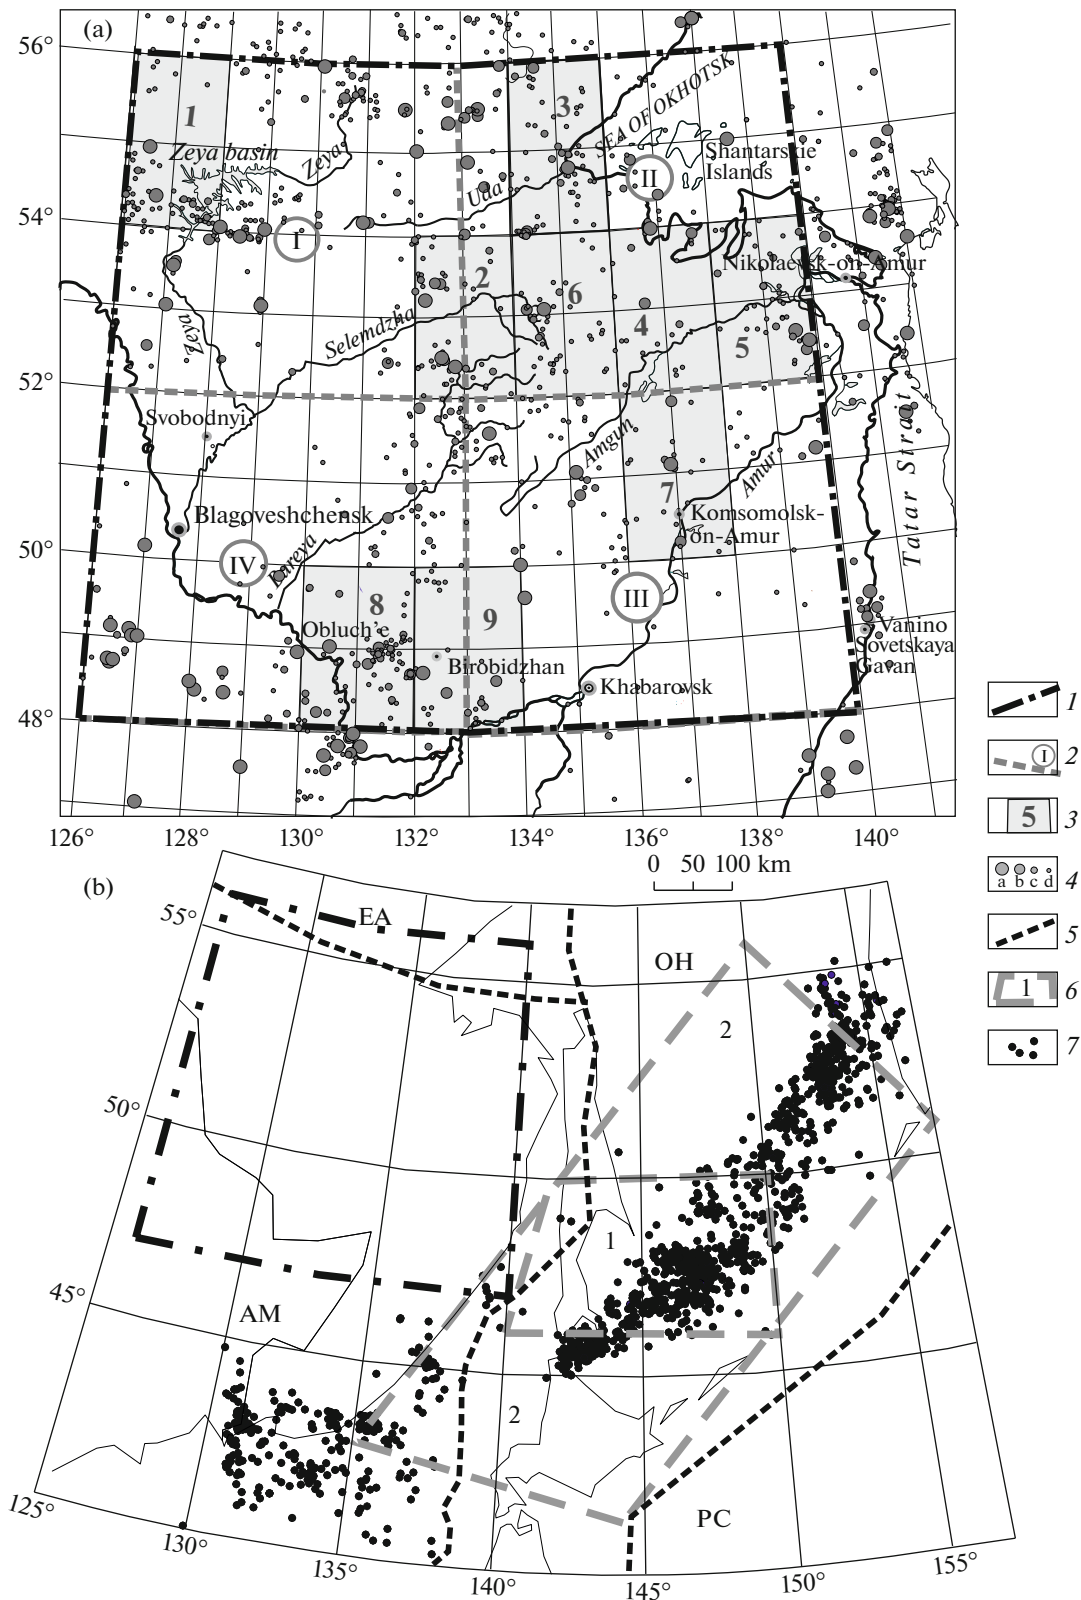 (a)
56°
54°
52°
50°
48°
126°
128°
130°
132°
134°
136°
138°
140°
1
3
SEA OF OKHOTSK
Zeya basin
Zeya
Shantarskie
Islands
II
Uda
I
Nikolaevsk-on-Amur
2
6
4
5
Zeya
Selemdzha
Svobodnyi
Amgun
Amur
Tatar Strait
7
Blagoveshchensk
Komsomolsk-
on-Amur
IV
Bureya
III
8
9
Obluch'e
Birobidzhan
Khabarovsk
Vanino
Sovetskaya
Gavan
0 50 100 km
1
I
2
5
3
a b c d
4
5
1
6
7
(b)
55°
50°
45°
125°
130°
135°
140°
145°
150°
155°
EA
OH
2
1
AM
2
PC